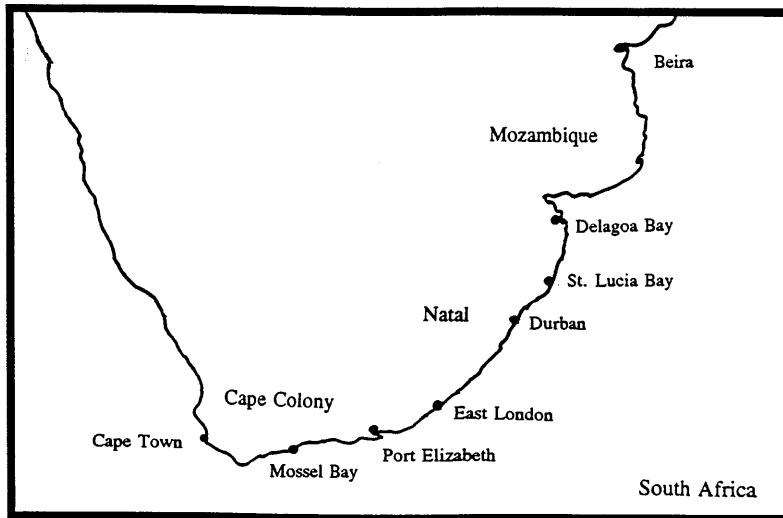 Beira
Mozambique
Delagoa Bay
St. Lucia Bay
Natal
Durban
Cape Colony
East London
Cape Town
Port Elizabeth
Mossel Bay
South Africa